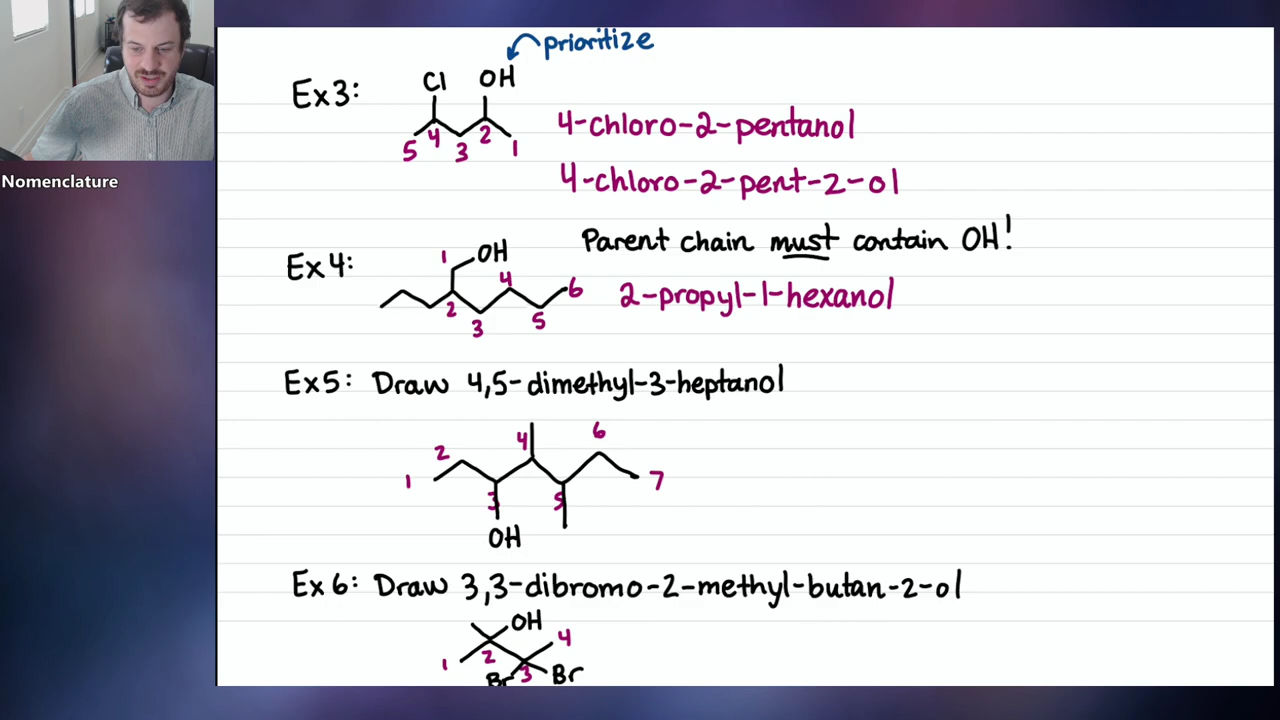 prioritize
Ex3:
Cl OH
5 4 3 2 1
4-chloro-2-pentanol
4-chloro-2-pent-2-ol
Nomenclature
Parent chain must contain OH!
Ex4:
1 OH
2 3 4 5 6
2-propyl-1-hexanol
Ex5: Draw 4,5-dimethyl-3-heptanol
1 2 3 4 5 6 7
OH
Ex6: Draw 3,3-dibromo-2-methyl-butan-2-ol
OH
1 2 3 4
Br Br